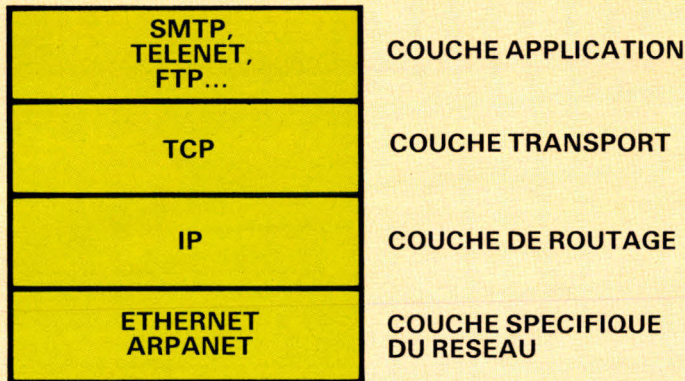 SMTP,
TELENET,
FTP...
COUCHE APPLICATION
TCP
COUCHE TRANSPORT
IP
COUCHE DE ROUTAGE
ETHERNET
ARPANET
COUCHE SPECIFIQUE
DU RESEAU